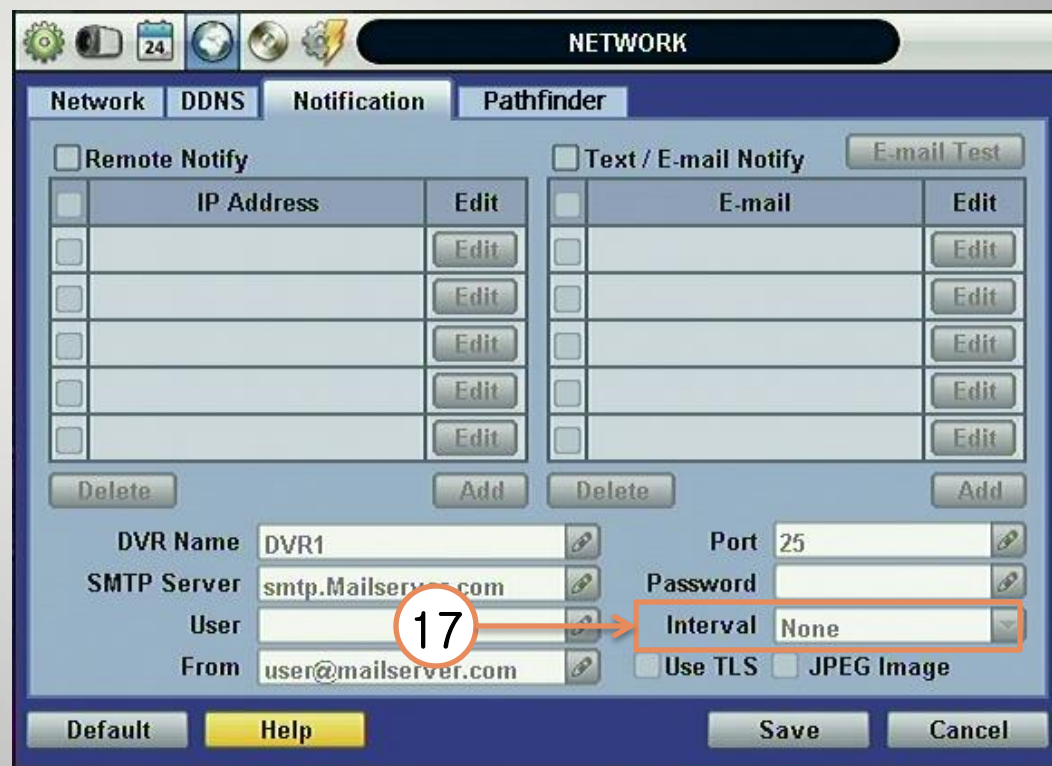 24
NETWORK
Network DDNS Notification Pathfinder
Remote Notify Text / E-mail Notify E-mail Test
IP Address Edit E-mail Edit
Edit Edit
Edit Edit
Edit Edit
Edit Edit
Edit Edit
Delete Add Delete Add
DVR Name DVR1 Port 25
SMTP Server smtp.Mailserver.com Password
User 17 Interval None
From user@mailserver.com Use TLS JPEG Image
Default Help Save Cancel